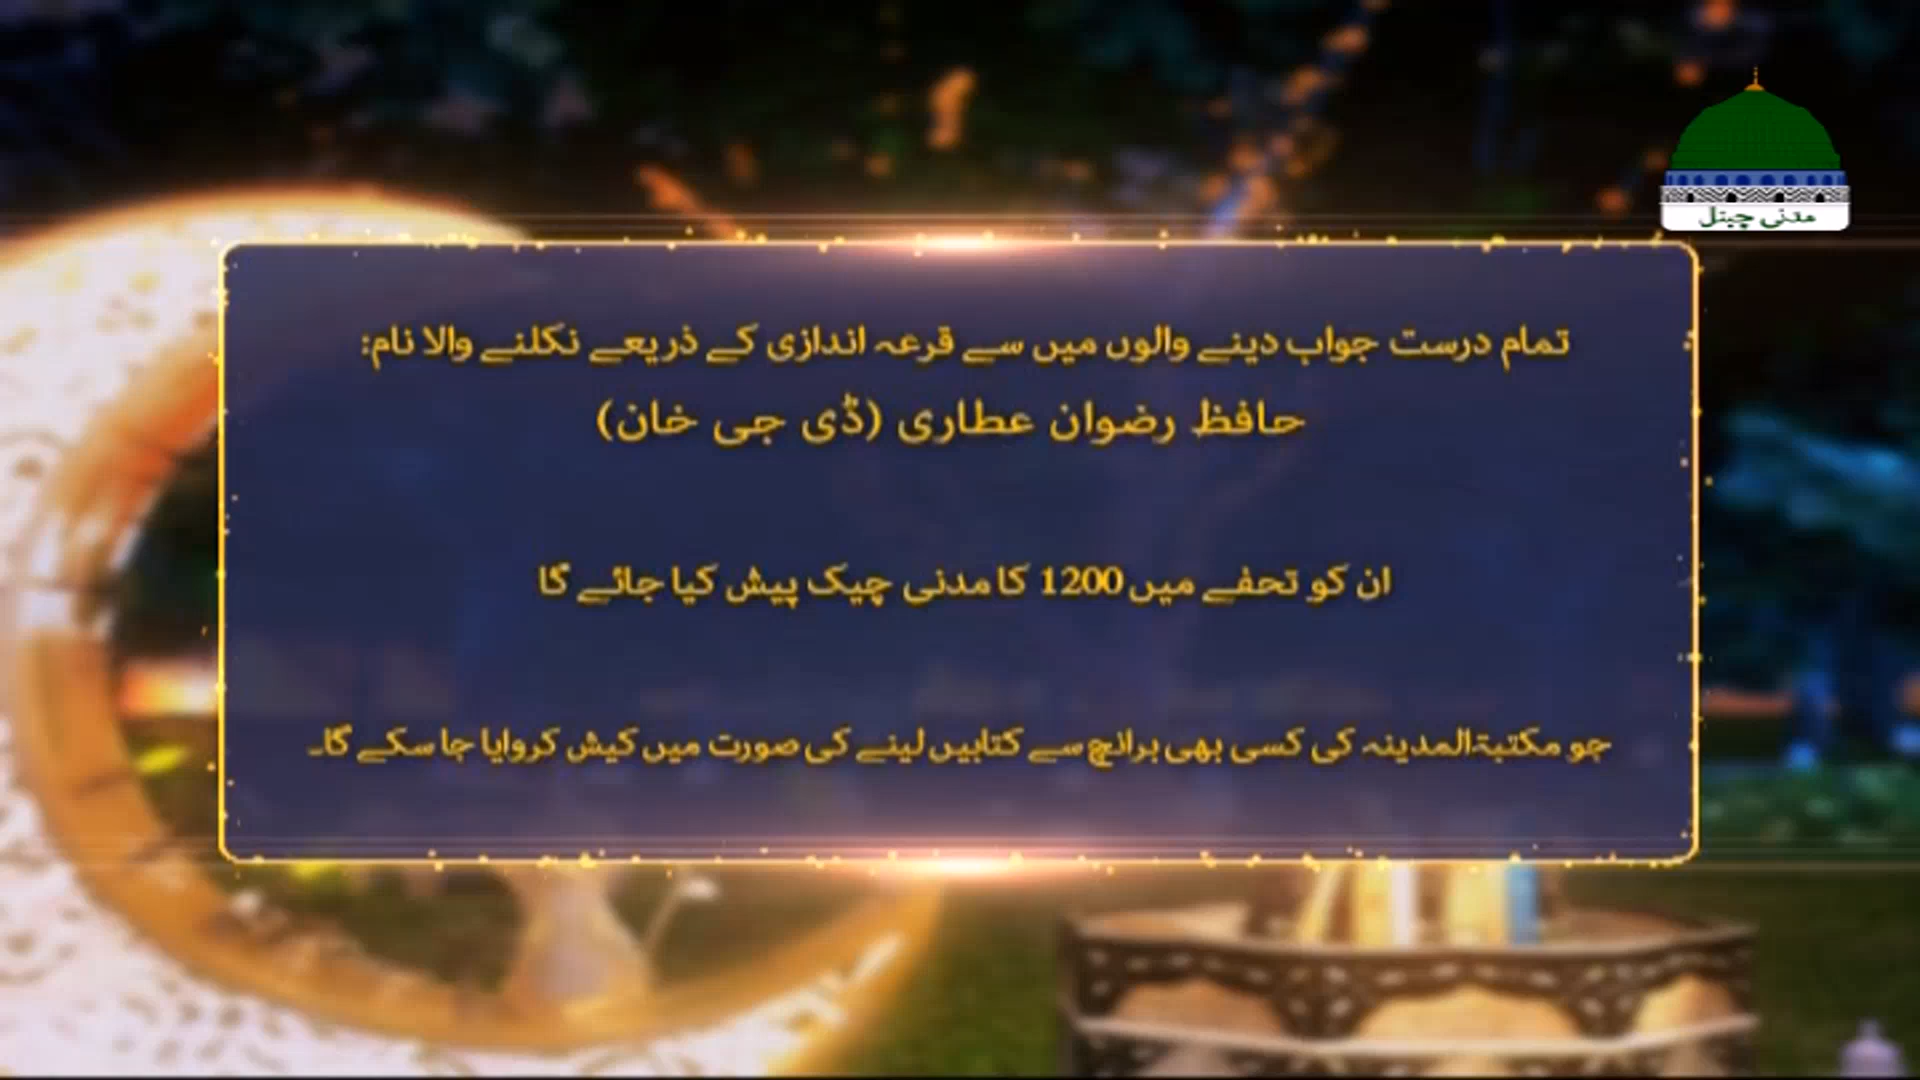 مدنی چینل
تمام درست جواب دینے والوں میں سے قرعہ اندازی کے ذریعے نکلنے والا نام:
حافظ رضوان عطاری (ڈی جی خان)
ان کو تحفے میں 1200 کا مدنی چیک پیش کیا جائے گا
جو مکتبۃالمدینہ کی کسی بھی برانچ سے کتابیں لینے کی صورت میں کیش کروایا جا سکے گا۔